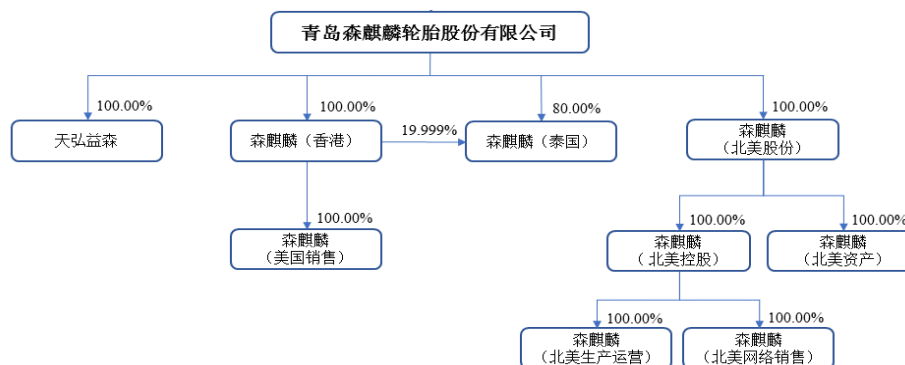 青岛森麒麟轮胎股份有限公司
100.00%
100.00%
80.00%
100.00%
天弘益森
森麒麟（香港）
19.999%
森麒麟（泰国）
森麒麟
（北美股份）
100.00%
100.00%
100.00%
森麒麟
（美国销售）
森麒麟
（北美控股）
森麒麟
（北美资产）
100.00%
100.00%
森麒麟
（北美生产运营）
森麒麟
（北美网络销售）